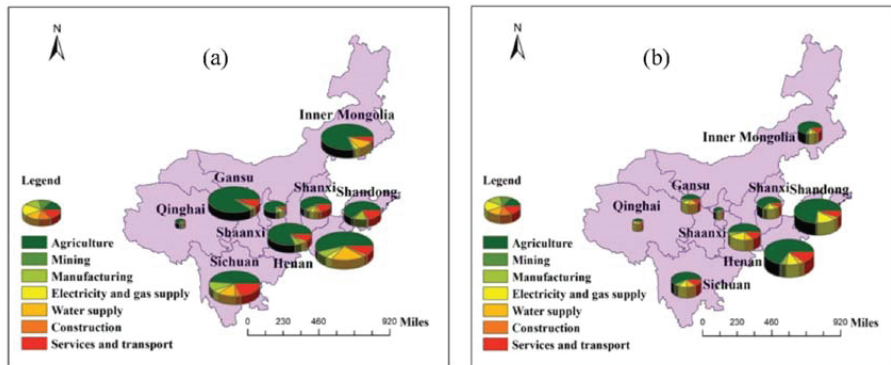 N
(a)
Inner Mongolia
Legend
Gansu
Shanxi
Shandong
Qinghai
Shaanxi
Henan
Sichuan
Agriculture
Mining
Manufacturing
Electricity and gas supply
Water supply
Construction
Services and transport
0 230 460 920
Miles
N
(b)
Inner Mongolia
Legend
Gansu
Shanxi
Shandong
Qinghai
Shaanxi
Henan
Sichuan
Agriculture
Mining
Manufacturing
Electricity and gas supply
Water supply
Construction
Services and transport
0 230 460 920
Miles